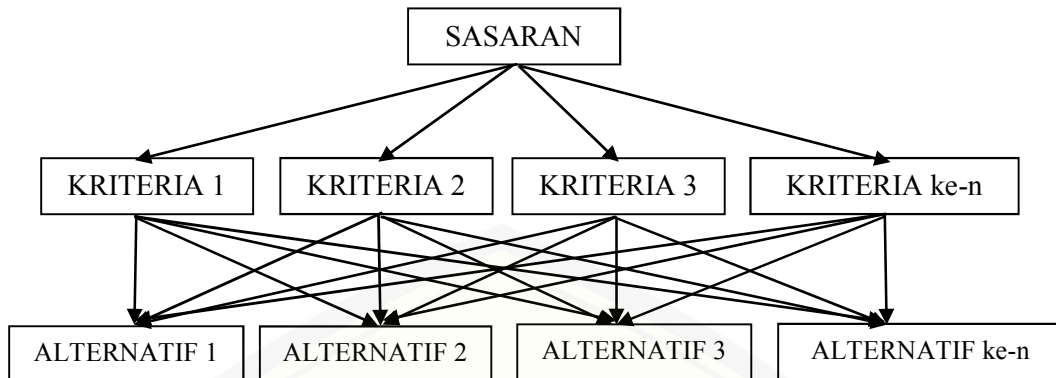 SASARAN
KRITERIA 1 KRITERIA 2 KRITERIA 3 KRITERIA ke-n
ALTERNATIF 1 ALTERNATIF 2 ALTERNATIF 3 ALTERNATIF ke-n